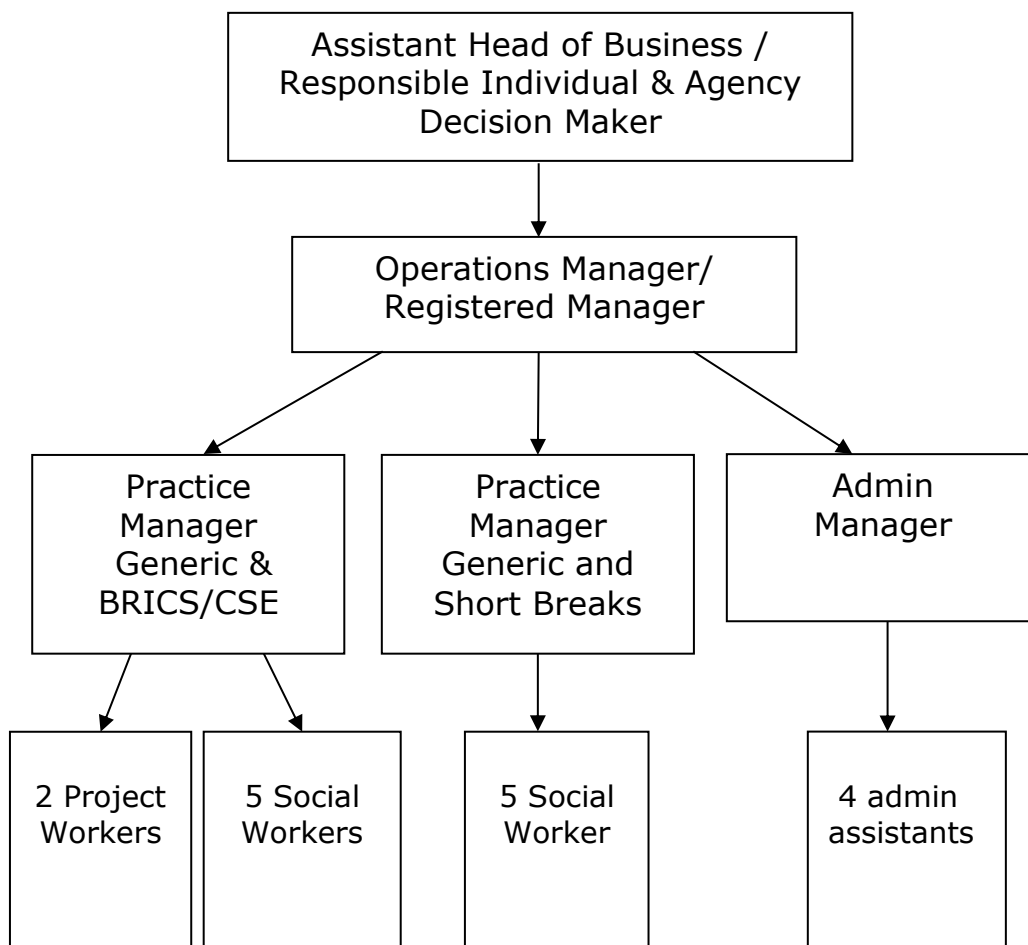 Assistant Head of Business /
Responsible Individual & Agency
Decision Maker
Operations Manager/
Registered Manager
Practice
Manager
Generic &
BRICS/CSE
Practice
Manager
Generic and
Short Breaks
Admin
Manager
2 Project
Workers
5 Social
Workers
5 Social
Worker
4 admin
assistants